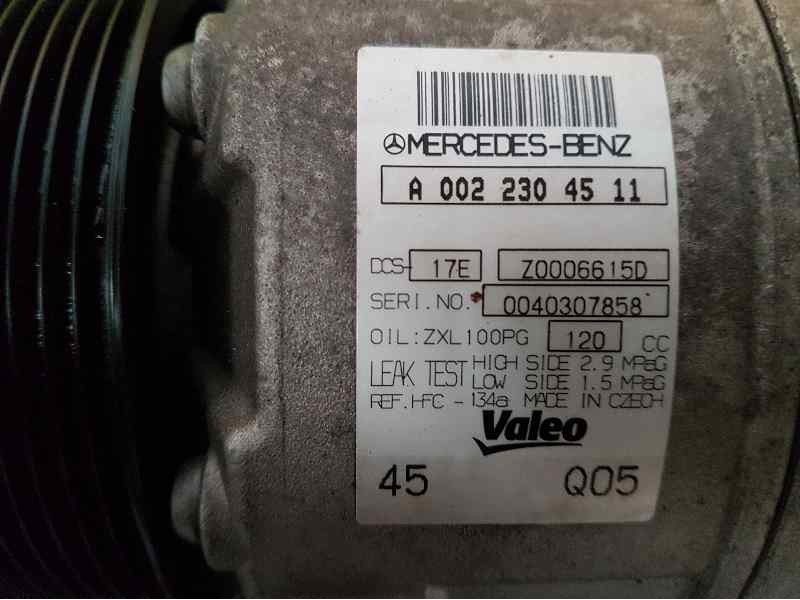 MERCEDES-BENZ
A 002 230 45 11
DCS- 17E Z0006615D
SERI.NO. 0040307858
OIL:ZXL100PG 120 CC
LEAK TEST HIGH SIDE 2.9 MPaG
LOW SIDE 1.5 MPaG
REF.HFC - 134a MADE IN CZECH
Valeo
45 Q05